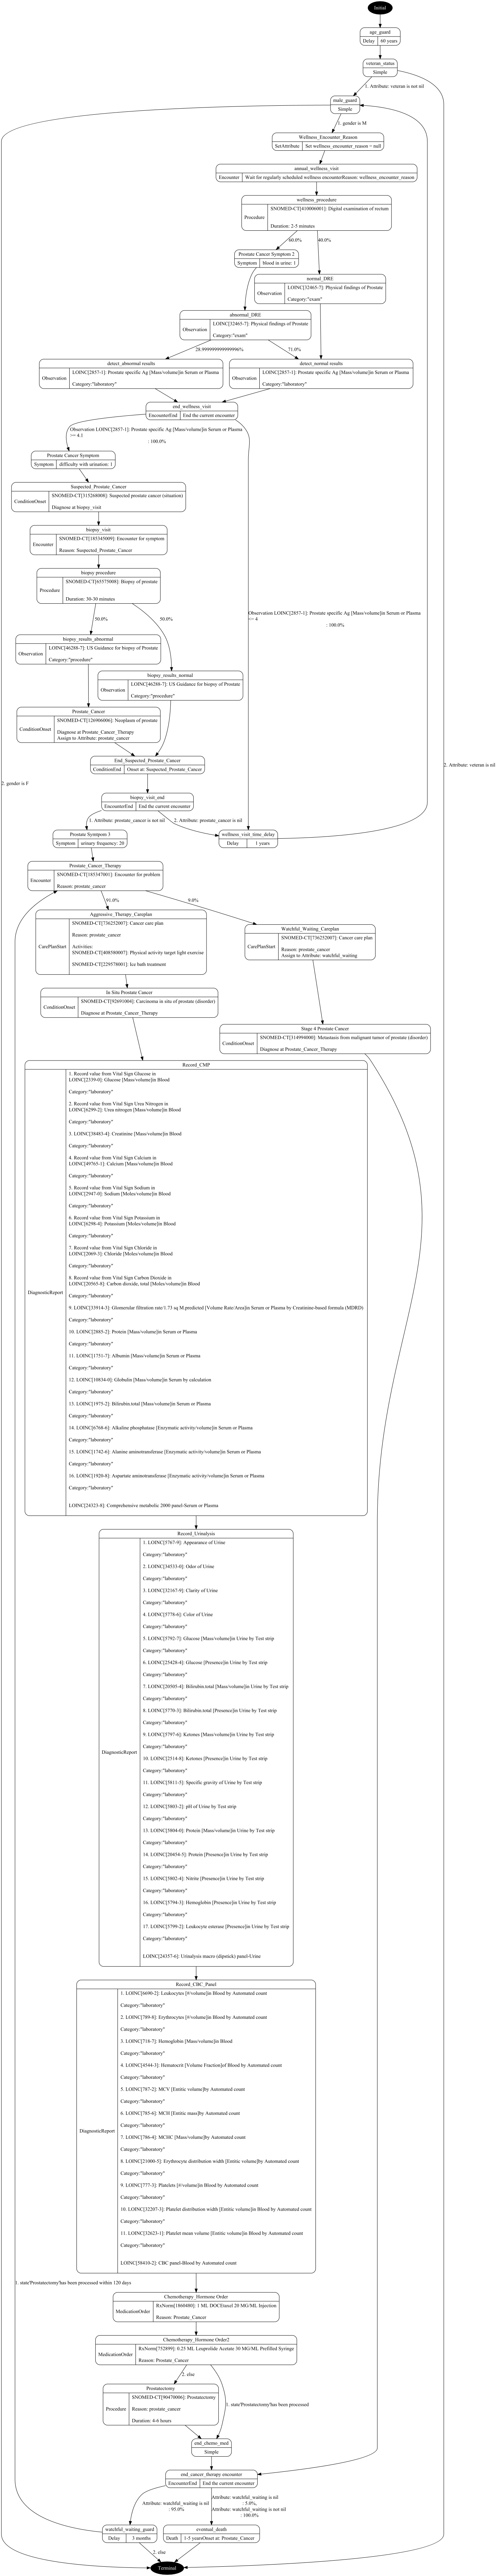 Initial
age_guard
Delay 60 years
veteran_status
Simple
1. Attribute: veteran is not nil
male_guard
Simple
1. gender is M
Wellness_Encounter_Reason
SetAttribute Set wellness_encounter_reason = null
annual_wellness_visit
Encounter Wait for regularly scheduled wellness encounterReason: wellness_encounter_reason
wellness_procedure
Procedure
SNOMED-CT[410006001]: Digital examination of rectum
Duration: 2-5 minutes
60.0% 40.0%
Prostate Cancer Symptom 2
Symptom blood in urine: 1
normal_DRE
Observation
LOINC[32465-7]: Physical findings of Prostate
Category:"exam"
abnormal_DRE
Observation
LOINC[32465-7]: Physical findings of Prostate
Category:"exam"
28.999999999999996% 71.0%
detect_abnormal results
Observation
LOINC[2857-1]: Prostate specific Ag [Mass/volume]in Serum or Plasma
Category:"laboratory"
detect_normal results
Observation
LOINC[2857-1]: Prostate specific Ag [Mass/volume]in Serum or Plasma
Category:"laboratory"
end_wellness_visit
EncounterEnd End the current encounter
Observation LOINC[2857-1]: Prostate specific Ag [Mass/volume]in Serum or Plasma
>= 4.1
: 100.0%
Prostate Cancer Symptom
Symptom difficulty with urination: 1
Suspected_Prostate_Cancer
ConditionOnset
SNOMED-CT[315268008]: Suspected prostate cancer (situation)
Diagnose at biopsy_visit
biopsy_visit
Encounter
SNOMED-CT[185345009]: Encounter for symptom
Reason: Suspected_Prostate_Cancer
biopsy procedure
Procedure
SNOMED-CT[65575008]: Biopsy of prostate
Duration: 30-30 minutes
50.0% 50.0%
Observation LOINC[2857-1]: Prostate specific Ag [Mass/volume]in Serum or Plasma
: 100.0%
biopsy_results_abnormal
Observation
LOINC[46288-7]: US Guidance for biopsy of Prostate
Category:"procedure"
biopsy_results_normal
Observation
LOINC[46288-7]: US Guidance for biopsy of Prostate
Category:"procedure"
Prostate_Cancer
ConditionOnset
SNOMED-CT[126906006]: Neoplasm of prostate
Diagnose at Prostate_Cancer_Therapy
Assign to Attribute: prostate_cancer
End_Suspected_Prostate_Cancer
ConditionEnd Onset at: Suspected_Prostate_Cancer
2. Attribute: veteran is nil
2. gender is F
biopsy_visit_end
EncounterEnd End the current encounter
1. Attribute: prostate_cancer is not nil
2. Attribute: prostate_cancer is nil
Prostate Symptpom 3
Symptom urinary frequency: 20
wellness_visit_time_delay
Delay 1 years
Prostate_Cancer_Therapy
Encounter
SNOMED-CT[185347001]: Encounter for problem
Reason: prostate_cancer
91.0% 9.0%
Aggressive_Therapy_Careplan
CarePlanStart
SNOMED-CT[736252007]: Cancer care plan
Reason: prostate_cancer
Activities:
SNOMED-CT[408580007]: Physical activity target light exercise
SNOMED-CT[229578001]: Ice bath treatment
Watchful_Waiting_Careplan
CarePlanStart
SNOMED-CT[736252007]: Cancer care plan
Reason: prostate_cancer
Assign to Attribute: watchful_waiting
In Situ Prostate Cancer
ConditionOnset
SNOMED-CT[92691004]: Carcinoma in situ of prostate (disorder)
Diagnose at Prostate_Cancer_Therapy
Stage 4 Prostate Cancer
ConditionOnset
SNOMED-CT[314994000]: Metastasis from malignant tumor of prostate (disorder)
Diagnose at Prostate_Cancer_Therapy
Record_CMP
DiagnosticReport
1. Record value from Vital Sign Glucose in
LOINC[2339-0]: Glucose [Mass/volume]in Blood
Category:"laboratory"
2. Record value from Vital Sign Urea Nitrogen in
LOINC[6299-2]: Urea nitrogen [Mass/volume]in Blood
Category:"laboratory"
3. LOINC[38483-4]: Creatinine [Mass/volume]in Blood
Category:"laboratory"
4. Record value from Vital Sign Calcium in
LOINC[49765-1]: Calcium [Mass/volume]in Blood
Category:"laboratory"
5. Record value from Vital Sign Sodium in
LOINC[2947-0]: Sodium [Moles/volume]in Blood
Category:"laboratory"
6. Record value from Vital Sign Potassium in
LOINC[6298-4]: Potassium [Moles/volume]in Blood
Category:"laboratory"
7. Record value from Vital Sign Chloride in
LOINC[2069-3]: Chloride [Moles/volume]in Blood
Category:"laboratory"
8. Record value from Vital Sign Carbon Dioxide in
LOINC[20565-8]: Carbon dioxide, total [Moles/volume]in Blood
Category:"laboratory"
9. LOINC[33914-3]: Glomerular filtration rate/1.73 sq M.predicted [Volume Rate/Area]in Serum or Plasma by Creatinine-based formula (MDRD)
Category:"laboratory"
10. LOINC[2885-2]: Protein [Mass/volume]in Serum or Plasma
Category:"laboratory"
11. LOINC[1751-7]: Albumin [Mass/volume]in Serum or Plasma
Category:"laboratory"
12. LOINC[10834-0]: Globulin [Mass/volume]in Serum by calculation
Category:"laboratory"
13. LOINC[1975-2]: Bilirubin.total [Mass/volume]in Serum or Plasma
Category:"laboratory"
14. LOINC[6768-6]: Alkaline phosphatase [Enzymatic activity/volume]in Serum or Plasma
Category:"laboratory"
15. LOINC[1742-6]: Alanine aminotransferase [Enzymatic activity/volume]in Serum or Plasma
Category:"laboratory"
16. LOINC[1920-8]: Aspartate aminotransferase [Enzymatic activity/volume]in Serum or Plasma
Category:"laboratory"
LOINC[24323-8]: Comprehensive metabolic 2000 panel-Serum or Plasma
Record_Urinalysis
DiagnosticReport
1. LOINC[5767-9]: Appearance of Urine
Category:"laboratory"
2. LOINC[34533-0]: Odor of Urine
Category:"laboratory"
3. LOINC[32167-9]: Clarity of Urine
Category:"laboratory"
4. LOINC[5778-6]: Color of Urine
Category:"laboratory"
5. LOINC[5792-7]: Glucose [Mass/volume]in Urine by Test strip
Category:"laboratory"
6. LOINC[25428-4]: Glucose [Presence]in Urine by Test strip
Category:"laboratory"
7. LOINC[20505-4]: Bilirubin.total [Mass/volume]in Urine by Test strip
Category:"laboratory"
8. LOINC[5770-3]: Bilirubin.total [Presence]in Urine by Test strip
Category:"laboratory"
9. LOINC[5797-6]: Ketones [Mass/volume]in Urine by Test strip
Category:"laboratory"
10. LOINC[2514-8]: Ketones [Presence]in Urine by Test strip
Category:"laboratory"
11. LOINC[5811-5]: Specific gravity of Urine by Test strip
Category:"laboratory"
12. LOINC[5803-2]: pH of Urine by Test strip
Category:"laboratory"
13. LOINC[5804-0]: Protein [Mass/volume]in Urine by Test strip
Category:"laboratory"
14. LOINC[20454-5]: Protein [Presence]in Urine by Test strip
Category:"laboratory"
15. LOINC[5802-4]: Nitrite [Presence]in Urine by Test strip
Category:"laboratory"
16. LOINC[5794-3]: Hemoglobin [Presence]in Urine by Test strip
Category:"laboratory"
17. LOINC[5799-2]: Leukocyte esterase [Presence]in Urine by Test strip
Category:"laboratory"
LOINC[24357-6]: Urinalysis macro (dipstick) panel-Urine
Record_CBC_Panel
DiagnosticReport
1. LOINC[6690-2]: Leukocytes [#/volume]in Blood by Automated count
Category:"laboratory"
2. LOINC[789-8]: Erythrocytes [#/volume]in Blood by Automated count
Category:"laboratory"
3. LOINC[718-7]: Hemoglobin [Mass/volume]in Blood
Category:"laboratory"
4. LOINC[4544-3]: Hematocrit [Volume Fraction]of Blood by Automated count
Category:"laboratory"
5. LOINC[787-2]: MCV [Entitic volume]by Automated count
Category:"laboratory"
6. LOINC[785-6]: MCH [Entitic mass]by Automated count
Category:"laboratory"
7. LOINC[786-4]: MCHC [Mass/volume]by Automated count
Category:"laboratory"
8. LOINC[21000-5]: Erythrocyte distribution width [Entitic volume]by Automated count
Category:"laboratory"
9. LOINC[777-3]: Platelets [#/volume]in Blood by Automated count
Category:"laboratory"
10. LOINC[32207-3]: Platelet distribution width [Entitic volume]in Blood by Automated count
Category:"laboratory"
11. LOINC[32623-1]: Platelet mean volume [Entitic volume]in Blood by Automated count
Category:"laboratory"
LOINC[58410-2]: CBC panel-Blood by Automated count
1. state'Prostatectomy'has been processed within 120 days
Chemotherapy_Hormone Order
MedicationOrder
RxNorm[1860480]: 1 ML DOCEtaxel 20 MG/ML Injection
Reason: Prostate_Cancer
Chemotherapy_Hormone Order2
MedicationOrder
RxNorm[752899]: 0.25 ML Leuprolide Acetate 30 MG/ML Prefilled Syringe
Reason: Prostate_Cancer
2. else
Prostatectomy
Procedure
SNOMED-CT[90470006]: Prostatectomy
Reason: prostate_cancer
Duration: 4-6 hours
1. state'Prostatectomy'has been processed
end_chemo_med
Simple
end_cancer_therapy encounter
EncounterEnd End the current encounter
Attribute: watchful_waiting is nil
: 95.0%
Attribute: watchful_waiting is nil
: 5.0%,
Attribute: watchful_waiting is not nil
: 100.0%
watchful_waiting_guard
Delay 3 months
eventual_death
Death 1-5 yearsOnset at: Prostate_Cancer
2. else
Terminal